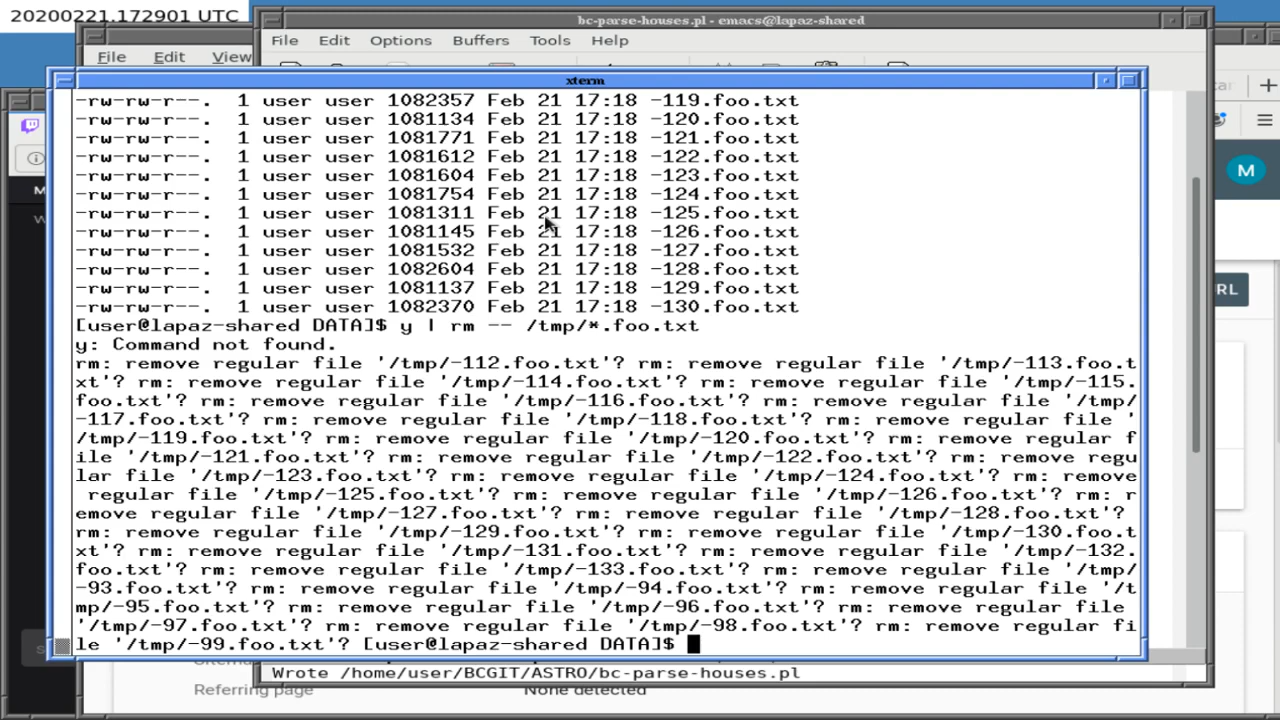 20200221.172901 UTC
bc-parse-houses.pl - emacs@lapaz-shared
File Edit Options Buffers Tools Help
File Edit View
xterm
-rw-rw-r--. 1 user user 1082357 Feb 21 17:18 -119.foo.txt
-rw-rw-r--. 1 user user 1081134 Feb 21 17:18 -120.foo.txt
-rw-rw-r--. 1 user user 1081771 Feb 21 17:18 -121.foo.txt
-rw-rw-r--. 1 user user 1081612 Feb 21 17:18 -122.foo.txt
-rw-rw-r--. 1 user user 1081604 Feb 21 17:18 -123.foo.txt
-rw-rw-r--. 1 user user 1081754 Feb 21 17:18 -124.foo.txt
-rw-rw-r--. 1 user user 1081311 Feb 21 17:18 -125.foo.txt
-rw-rw-r--. 1 user user 1081145 Feb 21 17:18 -126.foo.txt
-rw-rw-r--. 1 user user 1081532 Feb 21 17:18 -127.foo.txt
-rw-rw-r--. 1 user user 1082604 Feb 21 17:18 -128.foo.txt
-rw-rw-r--. 1 user user 1081137 Feb 21 17:18 -129.foo.txt
-rw-rw-r--. 1 user user 1082370 Feb 21 17:18 -130.foo.txt
[user@lapaz-shared DATA]$ y | rm -- /tmp/*.foo.txt
y: Command not found.
rm: remove regular file '/tmp/-112.foo.txt'? rm: remove regular file '/tmp/-113.foo.t
xt'? rm: remove regular file '/tmp/-114.foo.txt'? rm: remove regular file '/tmp/-115.
foo.txt'? rm: remove regular file '/tmp/-116.foo.txt'? rm: remove regular file '/tmp/
-117.foo.txt'? rm: remove regular file '/tmp/-118.foo.txt'? rm: remove regular file '
/tmp/-119.foo.txt'? rm: remove regular file '/tmp/-120.foo.txt'? rm: remove regular f
ile '/tmp/-121.foo.txt'? rm: remove regular file '/tmp/-122.foo.txt'? rm: remove regu
lar file '/tmp/-123.foo.txt'? rm: remove regular file '/tmp/-124.foo.txt'? rm: remove
 regular file '/tmp/-125.foo.txt'? rm: remove regular file '/tmp/-126.foo.txt'? rm: r
emove regular file '/tmp/-127.foo.txt'? rm: remove regular file '/tmp/-128.foo.txt'? 
rm: remove regular file '/tmp/-129.foo.txt'? rm: remove regular file '/tmp/-130.foo.t
xt'? rm: remove regular file '/tmp/-131.foo.txt'? rm: remove regular file '/tmp/-132.
foo.txt'? rm: remove regular file '/tmp/-133.foo.txt'? rm: remove regular file '/tmp/
-93.foo.txt'? rm: remove regular file '/tmp/-94.foo.txt'? rm: remove regular file '/t
mp/-95.foo.txt'? rm: remove regular file '/tmp/-96.foo.txt'? rm: remove regular file 
'/tmp/-97.foo.txt'? rm: remove regular file '/tmp/-98.foo.txt'? rm: remove regular fi
le '/tmp/-99.foo.txt'? [user@lapaz-shared DATA]$
M
RL
Wrote /home/user/BCGIT/ASTRO/bc-parse-houses.pl
Referring page None detected